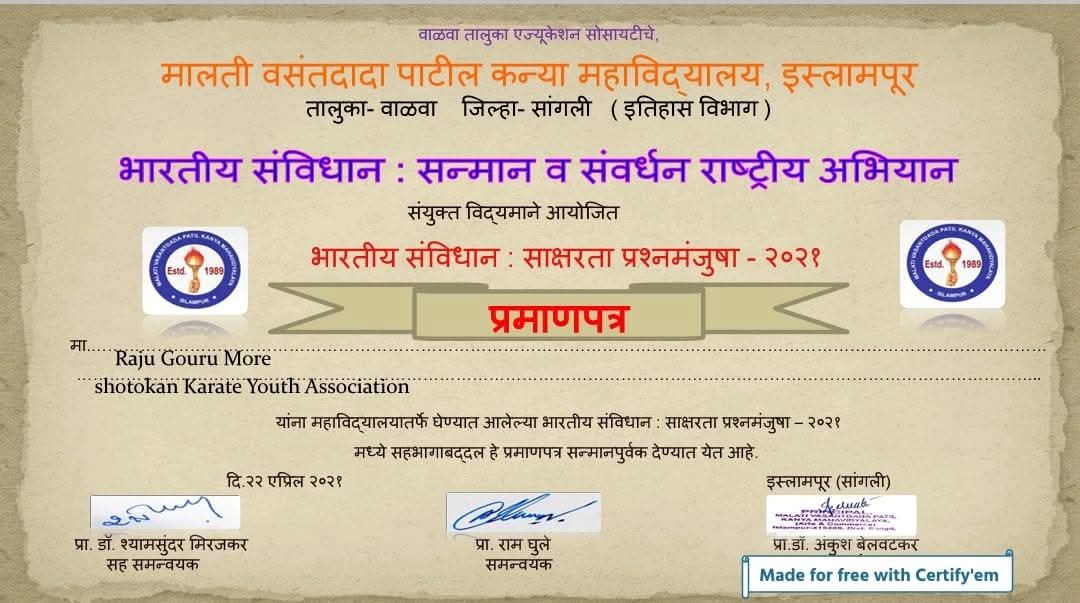 वाळवा तालुका एज्यूकेशन सोसायटीचे,
मालती वसंतदादा पाटील कन्या महाविद्यालय, इस्लामपूर
तालुका- वाळवा जिल्हा- सांगली ( इतिहास विभाग )
भारतीय संविधान : सन्मान व संवर्धन राष्ट्रीय अभियान
संयुक्त विद्यमाने आयोजित
भारतीय संविधान : साक्षरता प्रश्नमंजुषा - २०२१
MALATI VASANTDADA PATIL KANYA MAHAVIDYALAYA
Estd. 1989
ISLAMPUR
MALATI VASANTDADA PATIL KANYA MAHAVIDYALAYA
Estd. 1989
ISLAMPUR
प्रमाणपत्र
मा.
Raju Gouru More
shotokan Karate Youth Association
यांना महाविद्यालयातर्फे घेण्यात आलेल्या भारतीय संविधान : साक्षरता प्रश्नमंजुषा – २०२१
मध्ये सहभागाबद्दल हे प्रमाणपत्र सन्मानपुर्वक देण्यात येत आहे.
दि.२२ एप्रिल २०२१ इस्लामपूर (सांगली)
PRINCIPAL
MALATI VASANTDADA PATIL
KANYA MAHAVIDYALAYA,
(Arts & Commerce)
प्रा. डॉ. श्यामसुंदर मिरजकर प्रा. राम घुले प्रा.डॉ. अंकुश बेलवटकर
सह समन्वयक समन्वयक
Made for free with Certify'em